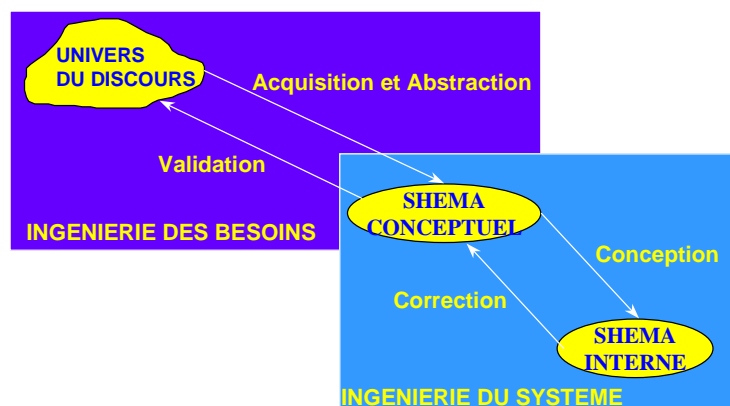 UNIVERS
DU DISCOURS
Acquisition et Abstraction
Validation
SHEMA
CONCEPTUEL
INGENIERIE DES BESOINS
Conception
Correction
SHEMA
INTERNE
INGENIERIE DU SYSTEME